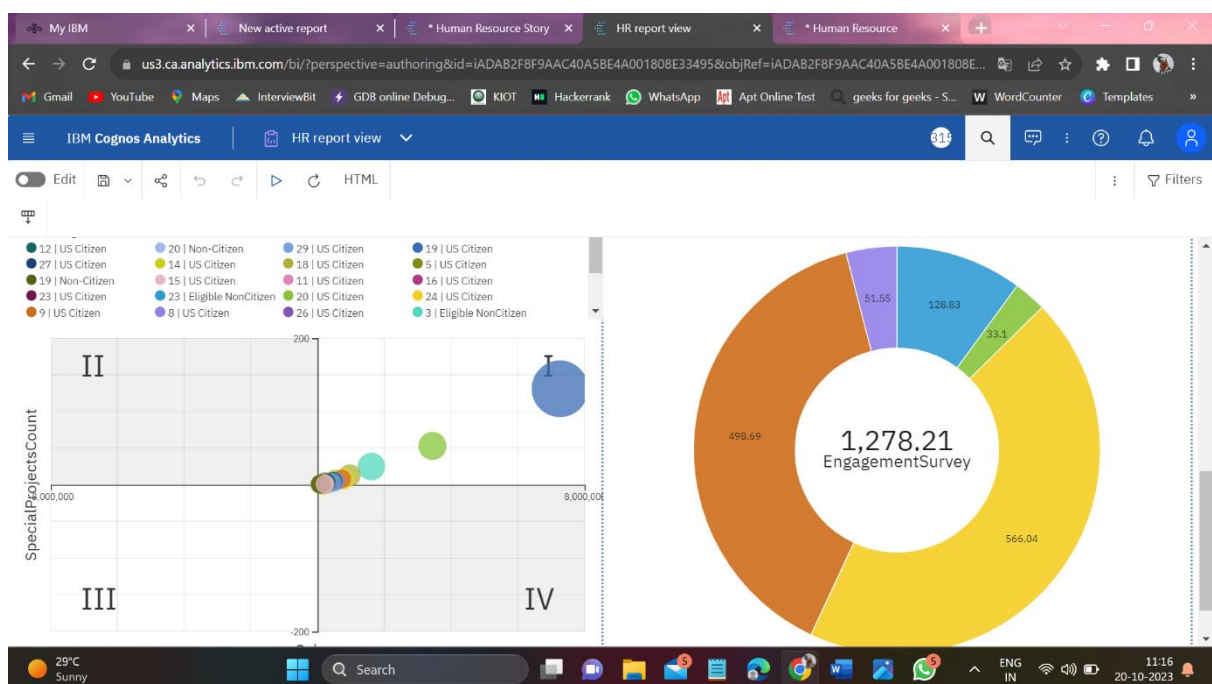 My IBM
New active report
* Human Resource Story
HR report view
* Human Resource
us3.ca.analytics.ibm.com/bi/?perspective=authoring&id=iADAB2F8F9AAC40A5BE4A001808E33495&objRef=iADAB2F8F9AAC40A5BE4A001808E...
Gmail YouTube Maps InterviewBit GDB online Debug... KIOT Hackerrank WhatsApp Apt Online Test geeks for geeks - S... WordCounter Templates »
IBM Cognos Analytics HR report view 315
Edit HTML Filters
12 | US Citizen 20 | Non-Citizen 29 | US Citizen 19 | US Citizen
27 | US Citizen 14 | US Citizen 18 | US Citizen 5 | US Citizen
19 | Non-Citizen 15 | US Citizen 11 | US Citizen 16 | US Citizen
23 | US Citizen 23 | Eligible NonCitizen 20 | US Citizen 24 | US Citizen
9 | US Citizen 8 | US Citizen 26 | US Citizen 3 | Eligible NonCitizen
200
II
I
SpecialProjectsCount
8,000,00
III
IV
-200
51.55
128.83
33.1
498.69
1,278.21
EngagementSurvey
566.04
29°C
Sunny
Search
ENG
IN
11:16
20-10-2023